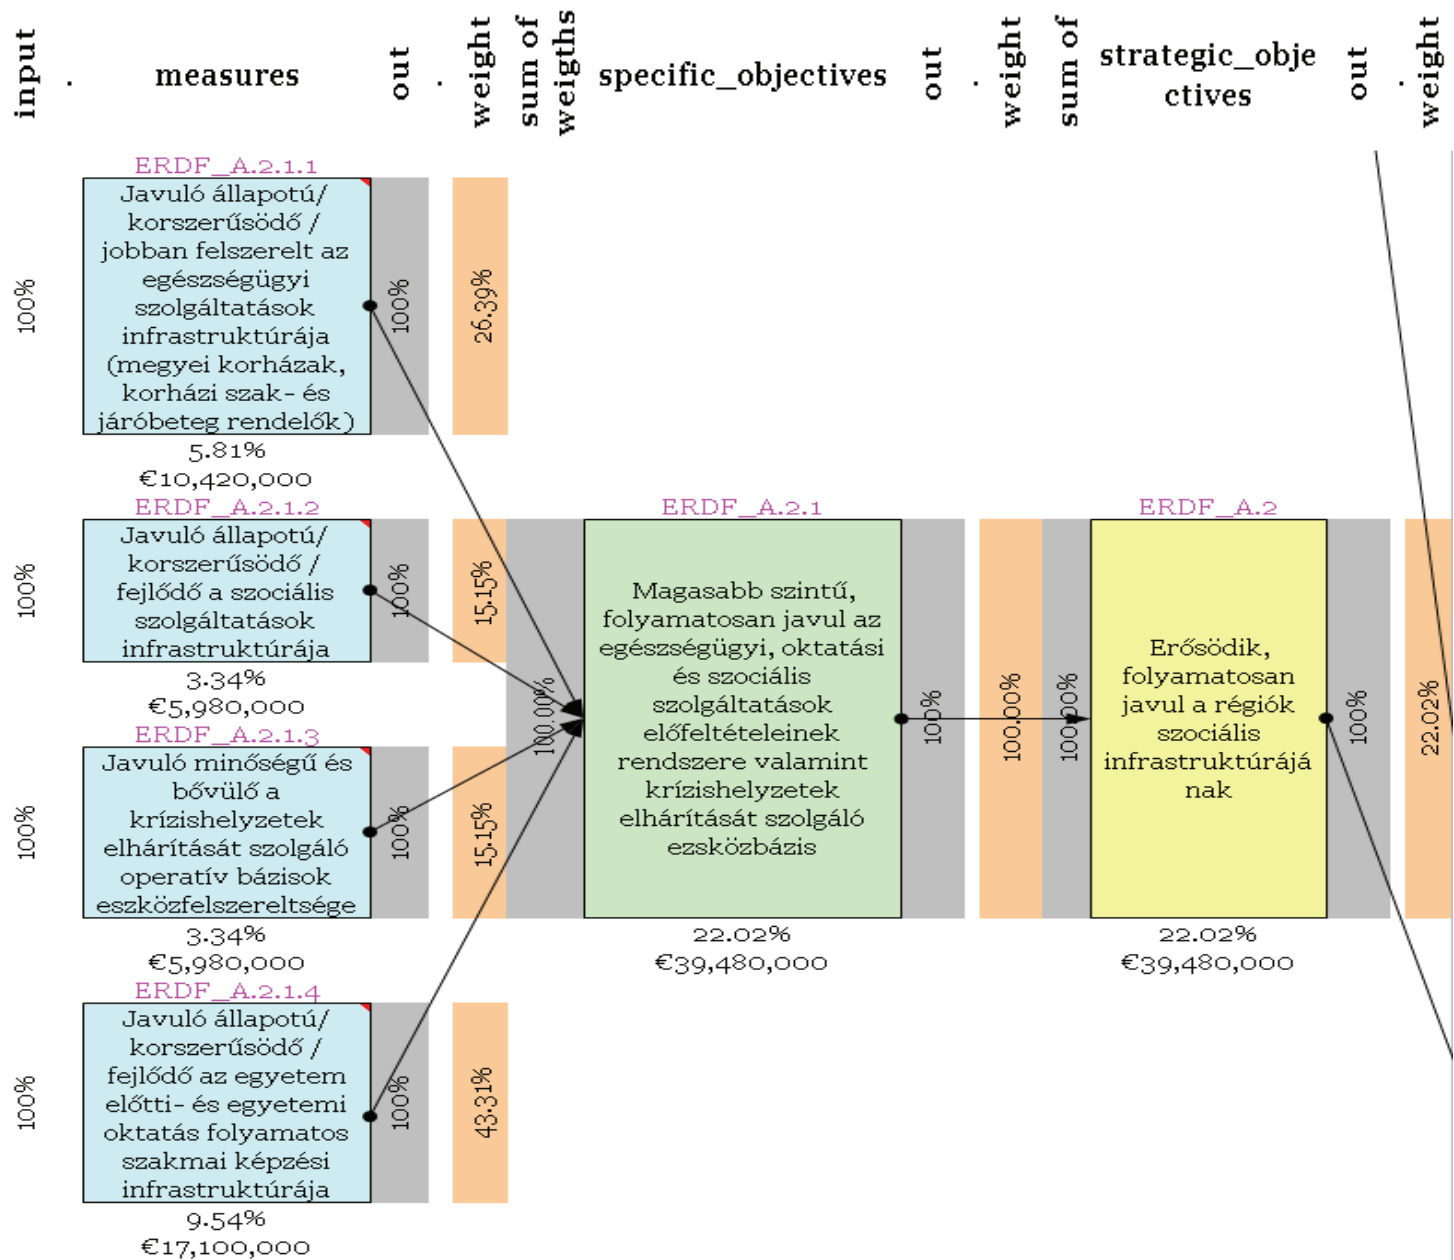 input
.
measures
out
.
weight
sum of
weigths
specific_objectives
out
.
weight
sum of
strategic_obje
ctives
out
weight
ERDF_A.2.1.1
100%
Javuló állapotú/
korszerűsödő /
jobban felszerelt az
egészségügyi
szolgáltatások
infrastruktúrája
(megyei korházak,
korházi szak- és
járóbeteg rendelők)
100%
26.39%
5.81%
€10,420,000
ERDF_A.2.1.2
100%
Javuló állapotú/
korszerűsödő /
fejlődő a szociális
szolgáltatások
infrastruktúrája
100%
15.15%
3.34%
€5,980,000
ERDF_A.2.1.3
100%
Javuló minőségű és
bővülő a
krízishelyzetek
elhárítását szolgáló
operatív bázisok
eszközfelszereltsége
100%
15.15%
3.34%
€5,980,000
ERDF_A.2.1.4
100%
Javuló állapotú/
korszerűsödő /
fejlődő az egyetem
előtti- és egyetemi
oktatás folyamatos
szakmai képzési
infrastruktúrája
100%
43.31%
9.54%
€17,100,000
100.00%
ERDF_A.2.1
Magasabb szintű,
folyamatosan javul az
egészségügyi, oktatási
és szociális
szolgáltatások
előfeltételeinek
rendszere valamint
krízishelyzetek
elhárítását szolgáló
ezsközbázis
100%
100.00%
22.02%
€39,480,000
100.00%
ERDF_A.2
Erősödik,
folyamatosan
javul a régiók
szociális
infrastruktúrájá
nak
100%
22.02%
22.02%
€39,480,000